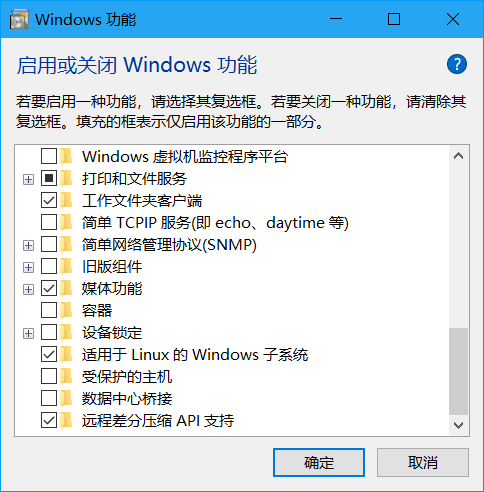 Windows 功能
启用或关闭 Windows 功能
?
若要启用一种功能，请选择其复选框。若要关闭一种功能，请清除其
复选框。填充的框表示仅启用该功能的一部分。
Windows 虚拟机监控程序平台
打印和文件服务
工作文件夹客户端
简单 TCPIP 服务(即 echo、daytime 等)
简单网络管理协议(SNMP)
旧版组件
媒体功能
容器
设备锁定
适用于 Linux 的 Windows 子系统
受保护的主机
数据中心桥接
远程差分压缩 API 支持
确定
取消